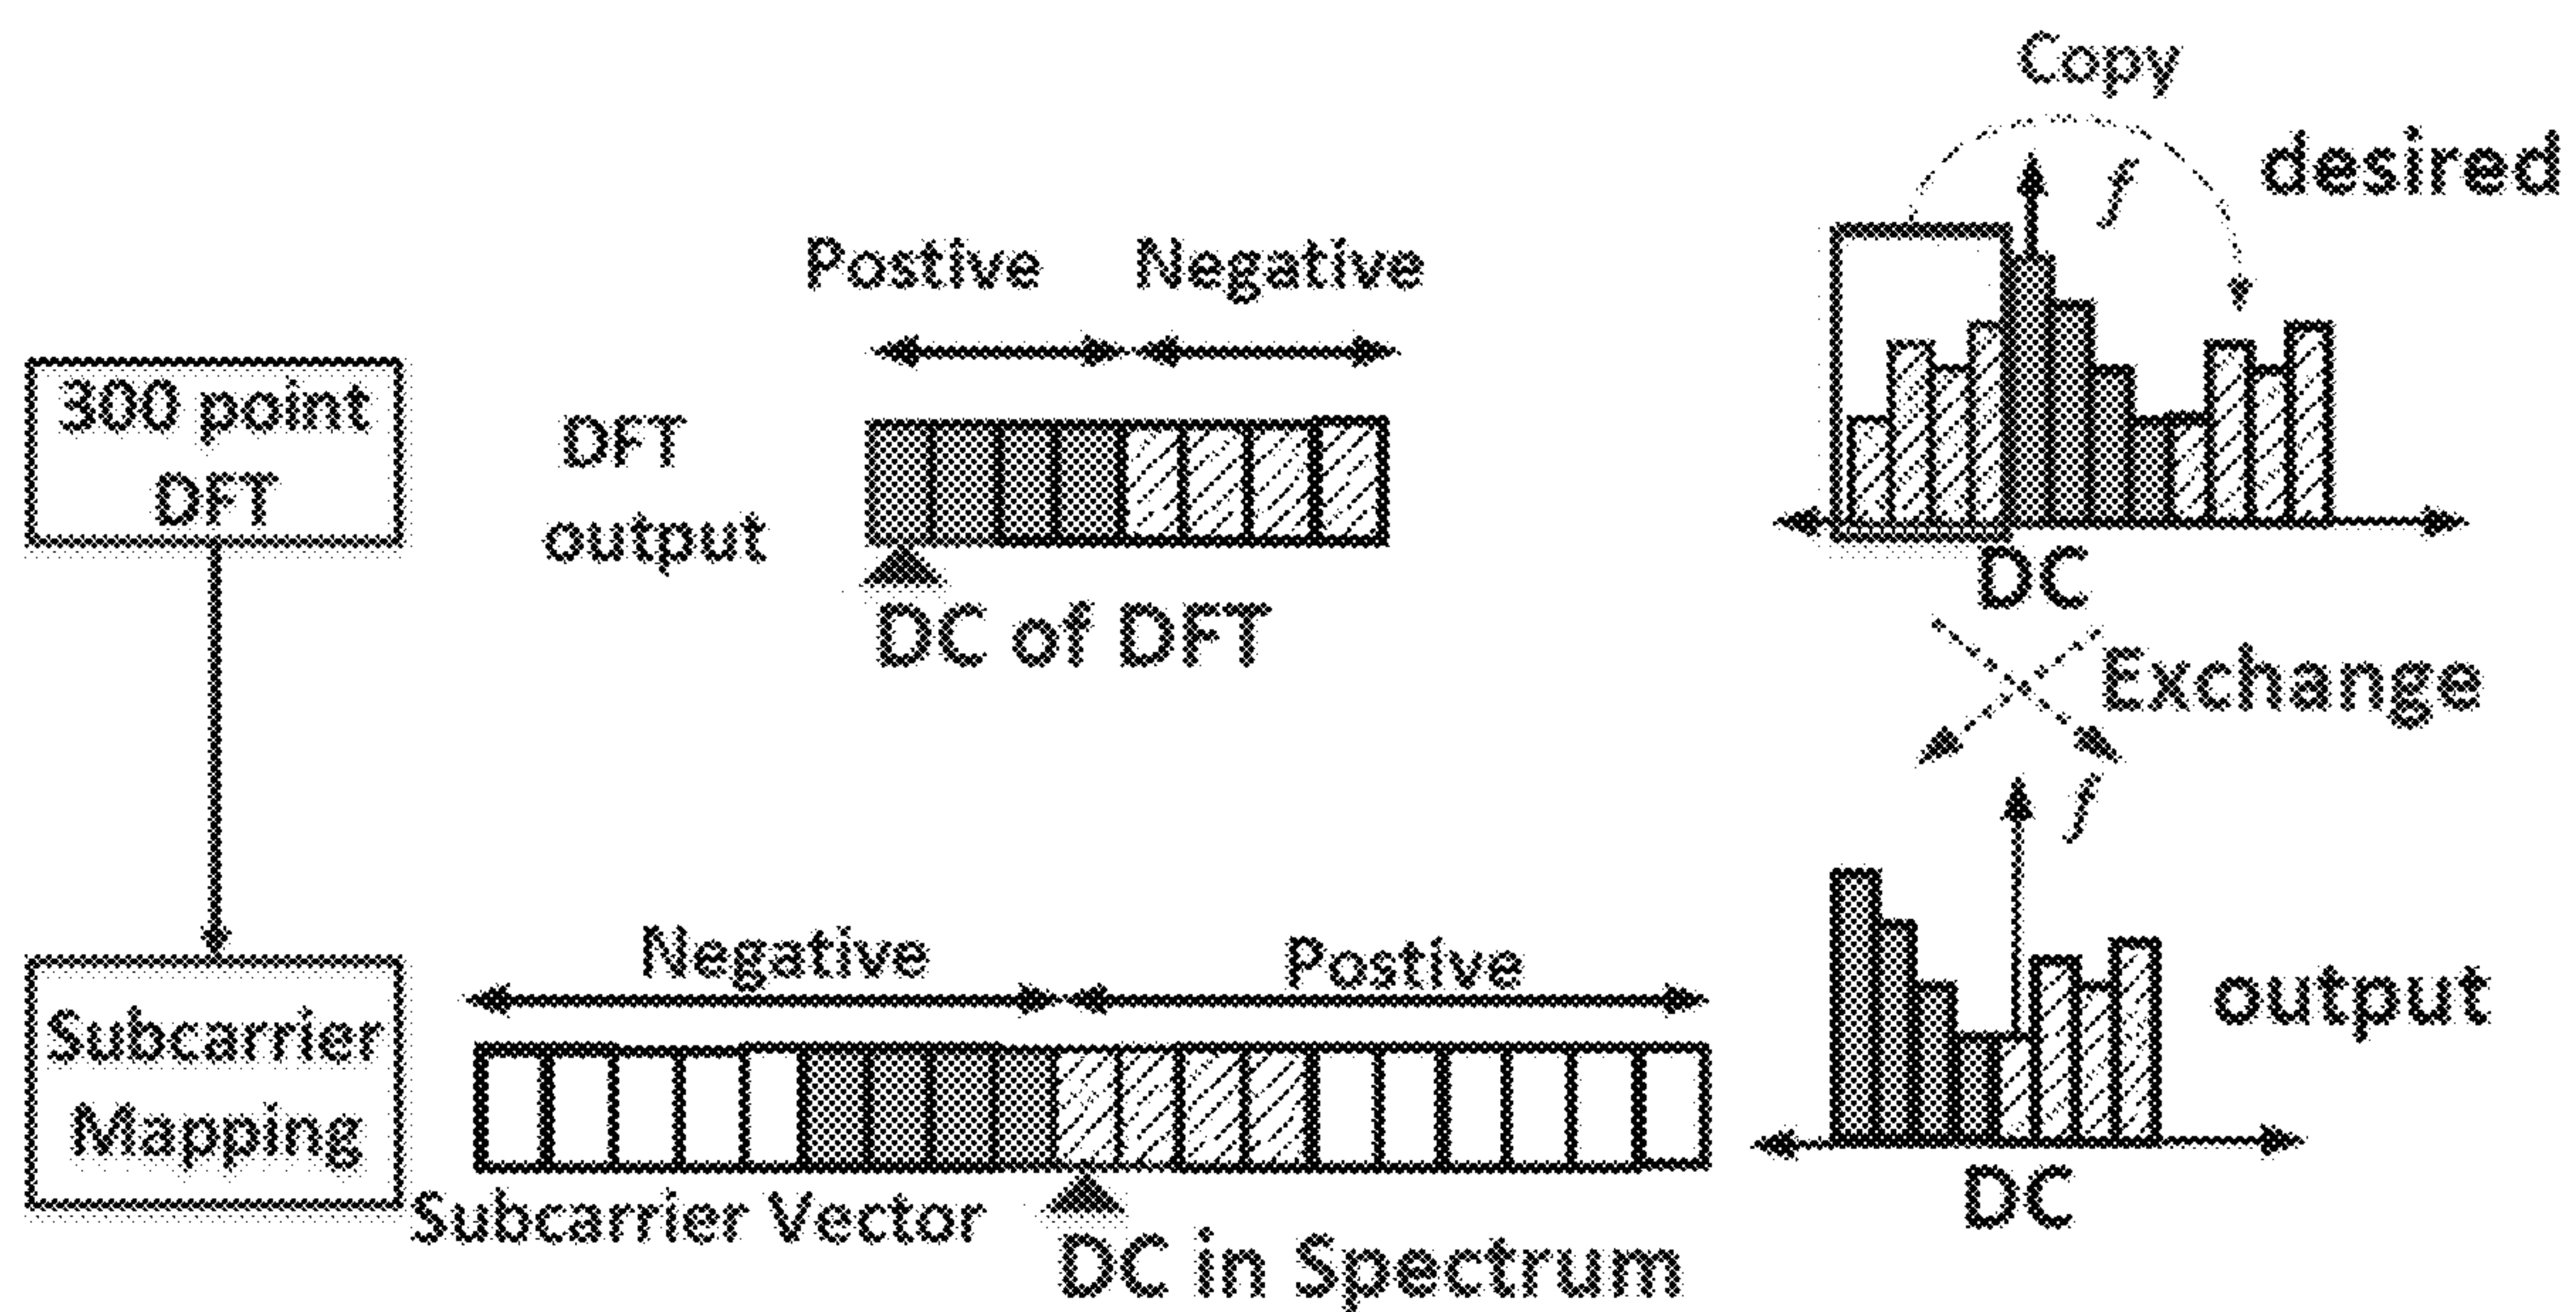 Copy
f
desired
Postive
Negative
300 point
DFT
DFT
output
DC of DFT
DC
Exchange
f
Negative
Postive
Subcarrier
Mapping
output
Subcarrier Vector
DC in Spectrum
DC